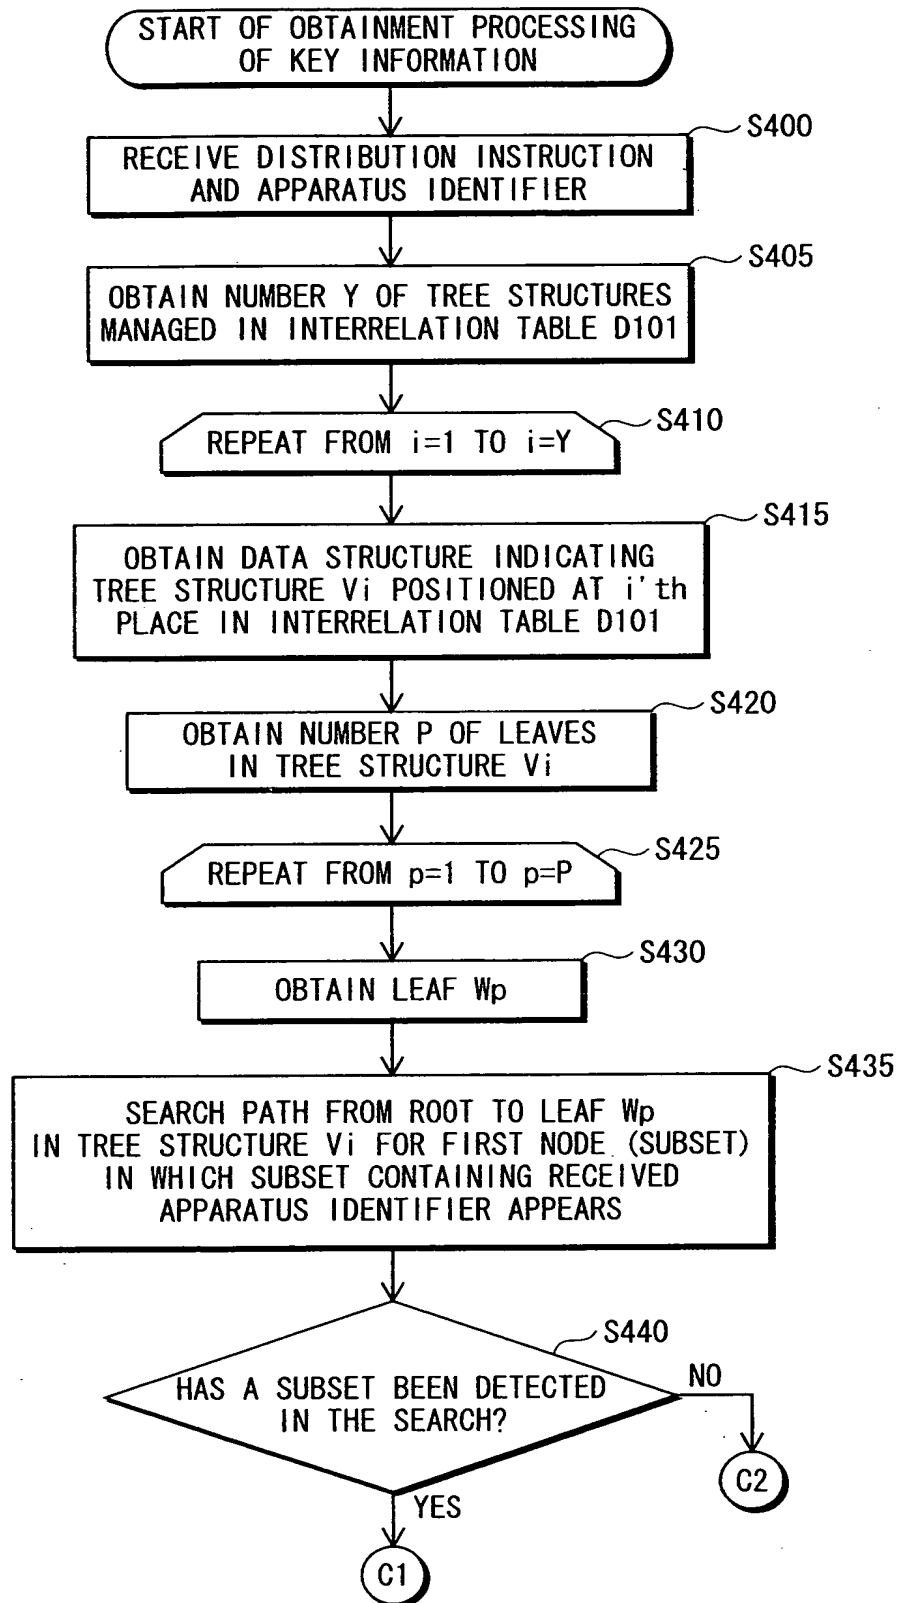 START OF OBTAINMENT PROCESSING
OF KEY INFORMATION
S400
RECEIVE DISTRIBUTION INSTRUCTION
AND APPARATUS IDENTIFIER
S405
OBTAIN NUMBER Y OF TREE STRUCTURES
MANAGED IN INTERRELATION TABLE D101
S410
REPEAT FROM i=1 TO i=Y
S415
OBTAIN DATA STRUCTURE INDICATING
TREE STRUCTURE Vi POSITIONED AT i'th
PLACE IN INTERRELATION TABLE D101
S420
OBTAIN NUMBER P OF LEAVES
IN TREE STRUCTURE Vi
S425
REPEAT FROM p=1 TO p=P
S430
OBTAIN LEAF Wp
S435
SEARCH PATH FROM ROOT TO LEAF Wp
IN TREE STRUCTURE Vi FOR FIRST NODE (SUBSET)
IN WHICH SUBSET CONTAINING RECEIVED
APPARATUS IDENTIFIER APPEARS
S440
HAS A SUBSET BEEN DETECTED
IN THE SEARCH?
NO
C2
YES
C1